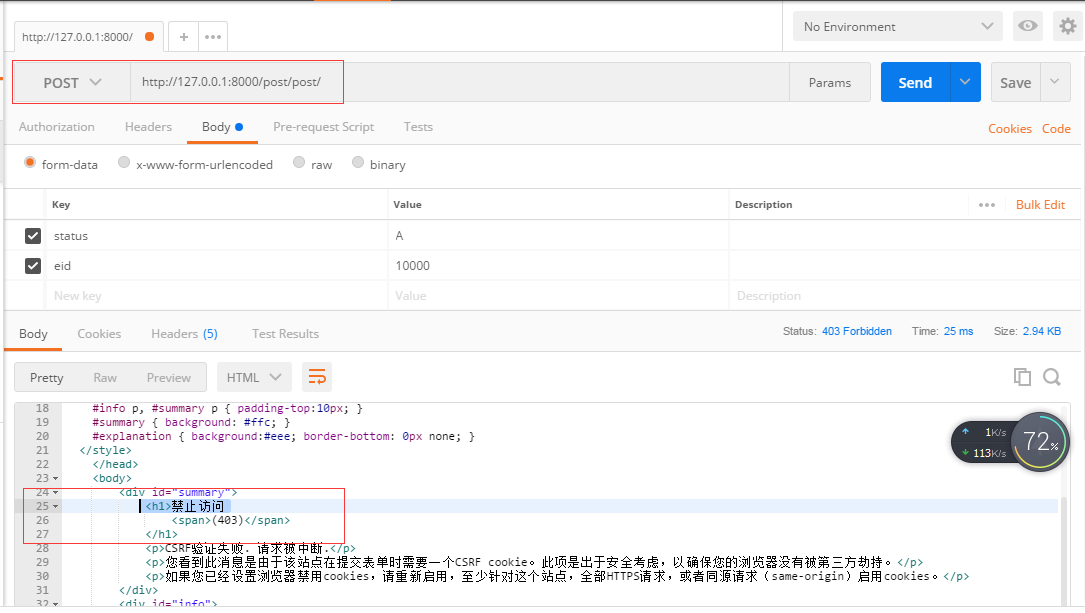 http://127.0.0.1:8000/ + ••• No Environment
POST http://127.0.0.1:8000/post/post/ Params Send Save
Authorization Headers Body Pre-request Script Tests Cookies Code
form-data x-www-form-urlencoded raw binary
Key Value Description ••• Bulk Edit
status A
eid 10000
New key Value Description
Body Cookies Headers (5) Test Results Status: 403 Forbidden Time: 25 ms Size: 2.94 KB
Pretty Raw Preview HTML
18 #info p, #summary p { padding-top:10px; }
19 #summary { background: #ffc; }
20 #explanation { background:#eee; border-bottom: 0px none; }
21 </style>
22 </head>
23 <body>
24 <div id="summary">
25 <h1>禁止访问
26 <span>(403)</span>
27 </h1>
28 <p>CSRF验证失败. 请求被中断.</p>
29 <p>您看到此消息是由于该站点在提交表单时需要一个CSRF cookie。此项是出于安全考虑，以确保您的浏览器没有被第三方劫持。</p>
30 <p>如果您已经设置浏览器禁用cookies，请重新启用，至少针对这个站点，全部HTTPS请求，或者同源请求（same-origin）启用cookies。</p>
31 </div>
32 <div id="info">
1K/s
113K/s
72%